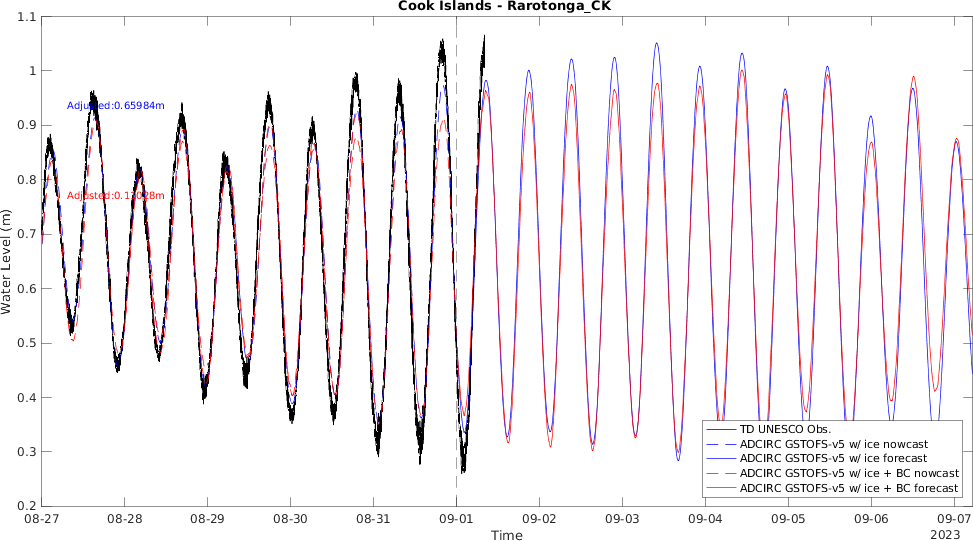 Cook Islands - Rarotonga_CK
Water Level (m)
1.1
1
0.9
0.8
0.7
0.6
0.5
0.4
0.3
0.2
Adjusted:0.65984m
TD UNESCO Obs.
ADCIRC GSTOFS-v5 w/ ice nowcast
ADCIRC GSTOFS-v5 w/ ice forecast
ADCIRC GSTOFS-v5 w/ ice + BC nowcast
ADCIRC GSTOFS-v5 w/ ice + BC forecast
08-27 08-28 08-29 08-30 08-31 09-01 09-02 09-03 09-04 09-05 09-06 09-07
Time
2023